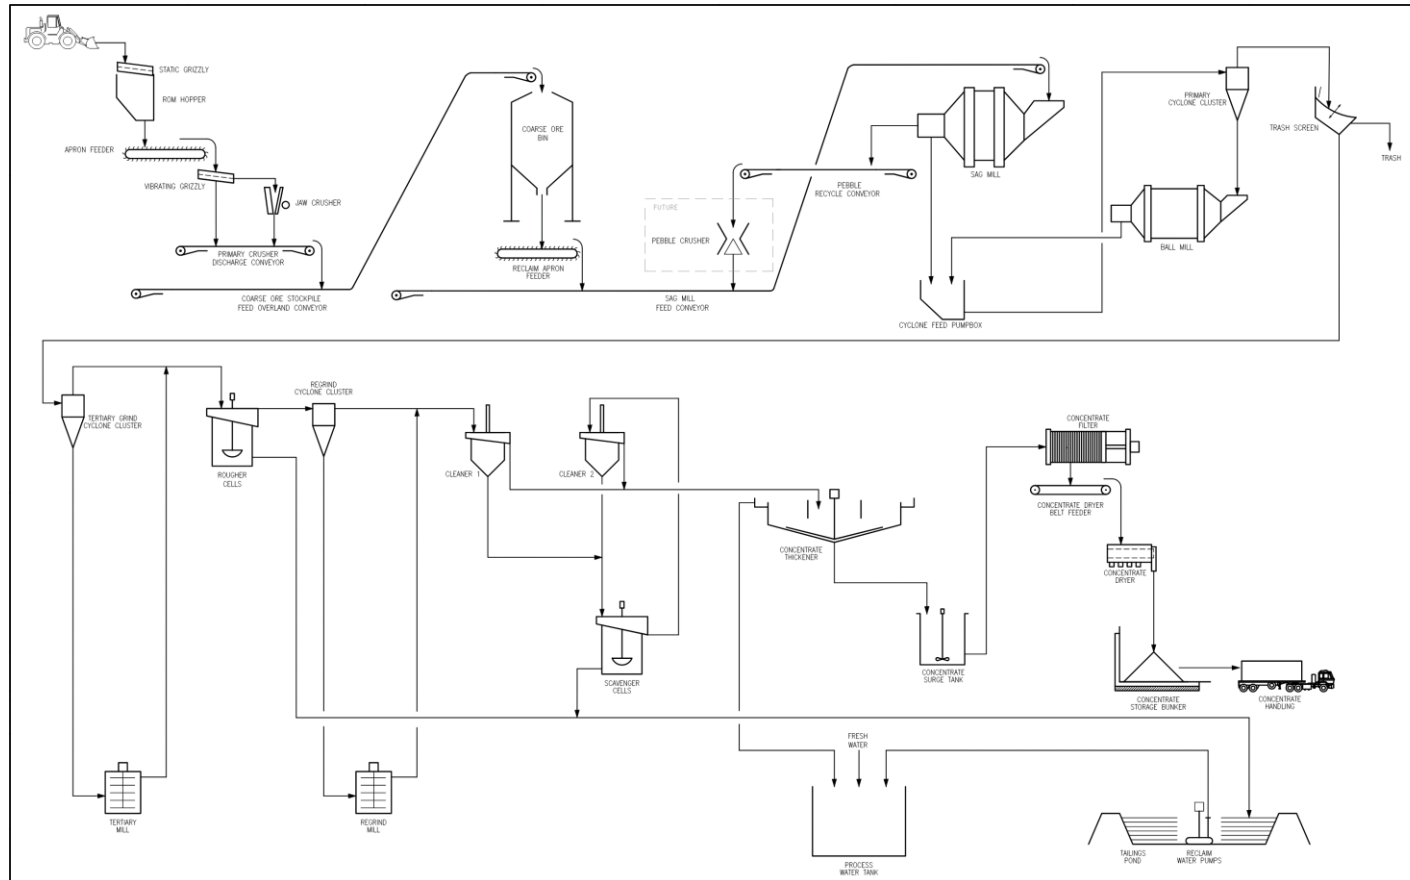 STATIC GRIZZLY
ROM HOPPER
APRON FEEDER
VIBRATING GRIZZLY
JAW CRUSHER
PRIMARY CRUSHER
DISCHARGE CONVEYOR
COARSE ORE STOCKPILE
FEED OVERLAND CONVEYOR
COARSE ORE
BIN
RECLAIM APRON
FEEDER
FUTURE
PEBBLE CRUSHER
SAG MILL
FEED CONVEYOR
PEBBLE
RECYCLE CONVEYOR
SAG MILL
CYCLONE FEED PUMPBOX
PRIMARY
CYCLONE CLUSTER
BALL MILL
TRASH SCREEN
TRASH
TERTIARY GRIND
CYCLONE CLUSTER
ROUGHER
CELLS
REGRIND
CYCLONE CLUSTER
CLEANER 1
CLEANER 2
SCAVENGER
CELLS
CONCENTRATE
THICKENER
CONCENTRATE
SURGE TANK
CONCENTRATE
FILTER
CONCENTRATE DRYER
BELT FEEDER
CONCENTRATE
DRYER
CONCENTRATE
STORAGE BUNKER
CONCENTRATE
HANDLING
TERTIARY
MILL
REGRIND
MILL
FRESH
WATER
PROCESS
WATER TANK
TAILINGS
POND
RECLAIM
WATER PUMPS